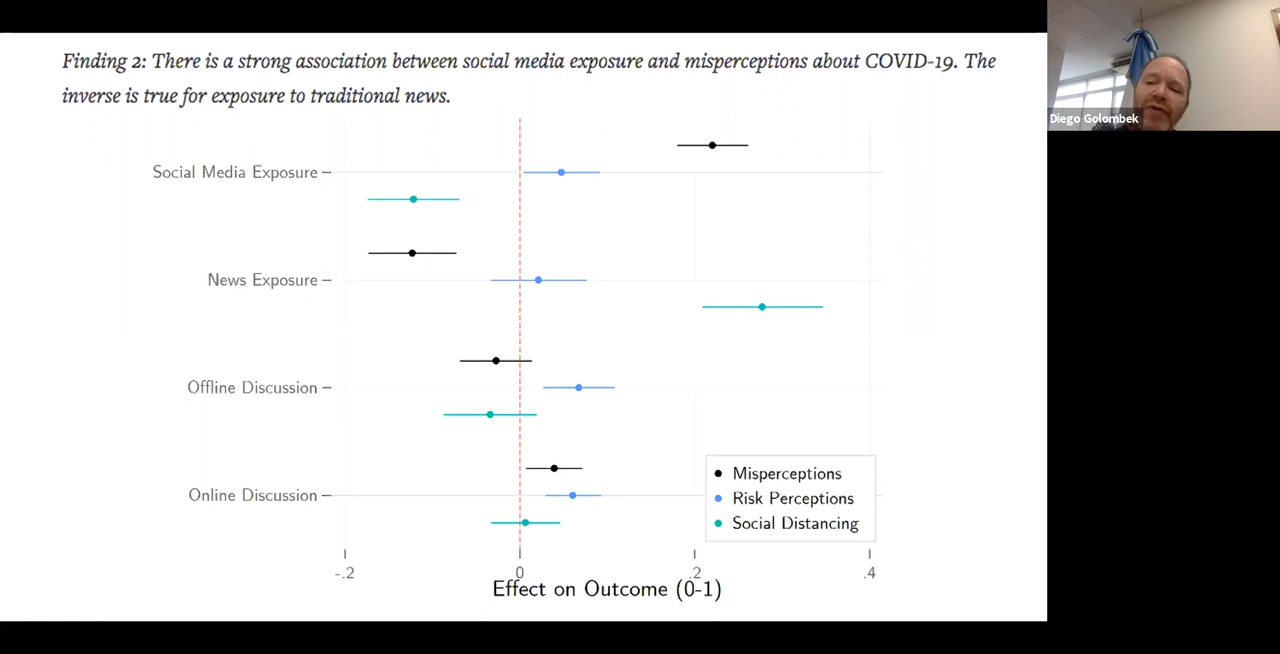 Finding 2: There is a strong association between social media exposure and misperceptions about COVID-19. The
inverse is true for exposure to traditional news.
Diego Golombek
Social Media Exposure
News Exposure
Offline Discussion
Online Discussion
Misperceptions
Risk Perceptions
Social Distancing
-.2 0 .2 .4
Effect on Outcome (0-1)